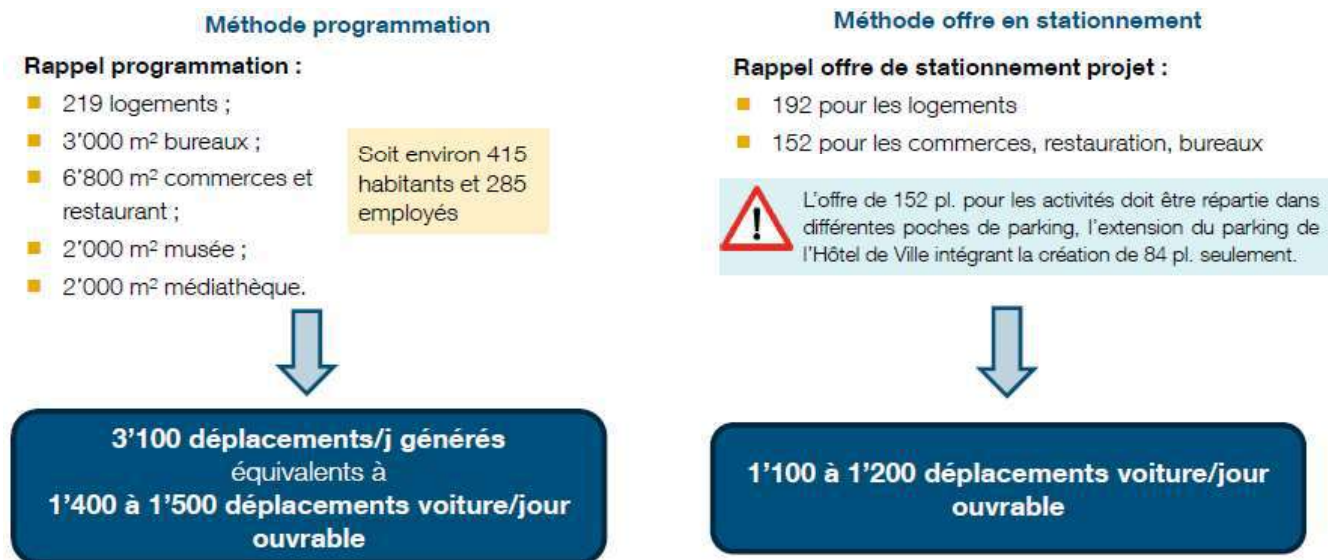 Méthode programmation
Rappel programmation :
219 logements ;
3'000 m² bureaux ;
6'800 m² commerces et
restaurant ;
2'000 m² musée ;
2'000 m² médiathèque.
Soit environ 415
habitants et 285
employés
3'100 déplacements/j générés
équivalents à
1'400 à 1'500 déplacements voiture/jour
ouvrable
Méthode offre en stationnement
Rappel offre de stationnement projet :
192 pour les logements
152 pour les commerces, restauration, bureaux
!
L'offre de 152 pl. pour les activités doit être répartie dans
différentes poches de parking, l'extension du parking de
l'Hôtel de Ville intégrant la création de 84 pl. seulement.
1'100 à 1'200 déplacements voiture/jour
ouvrable